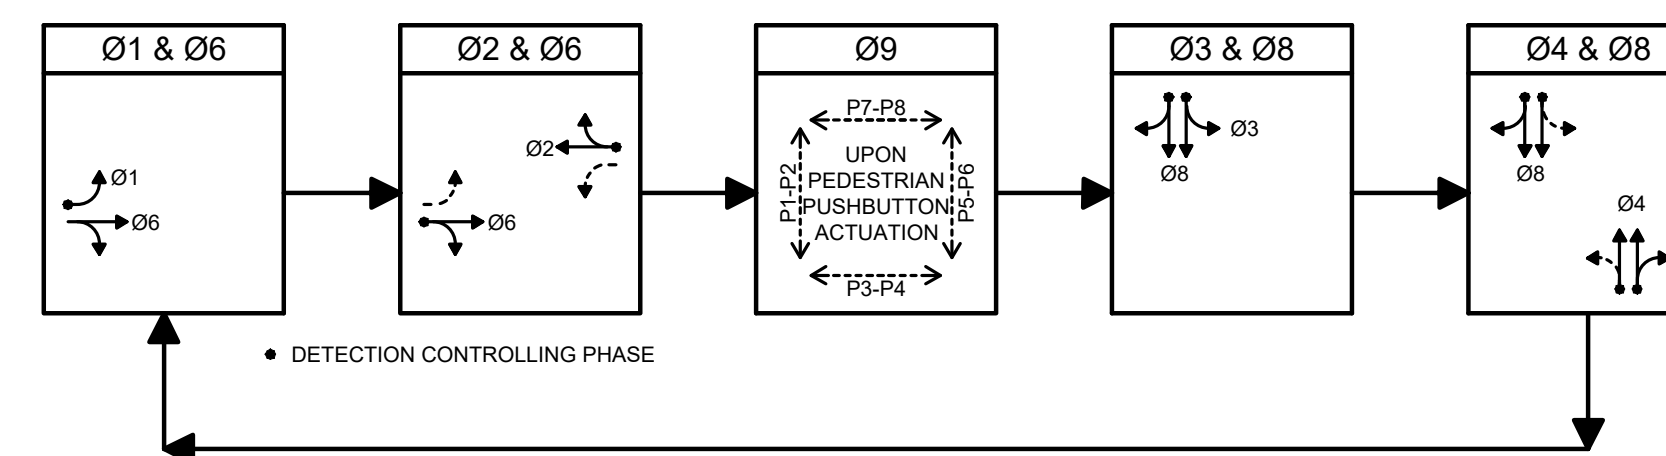 Ø1 & Ø6
Ø2 & Ø6
Ø9
Ø3 & Ø8
Ø4 & Ø8
Ø1
Ø6
Ø2
Ø6
P7-P8
P1-P2
UPON
PEDESTRIAN
PUSHBUTTON
ACTUATION
P5-P6
P3-P4
Ø3
Ø8
Ø8
Ø4
DETECTION CONTROLLING PHASE